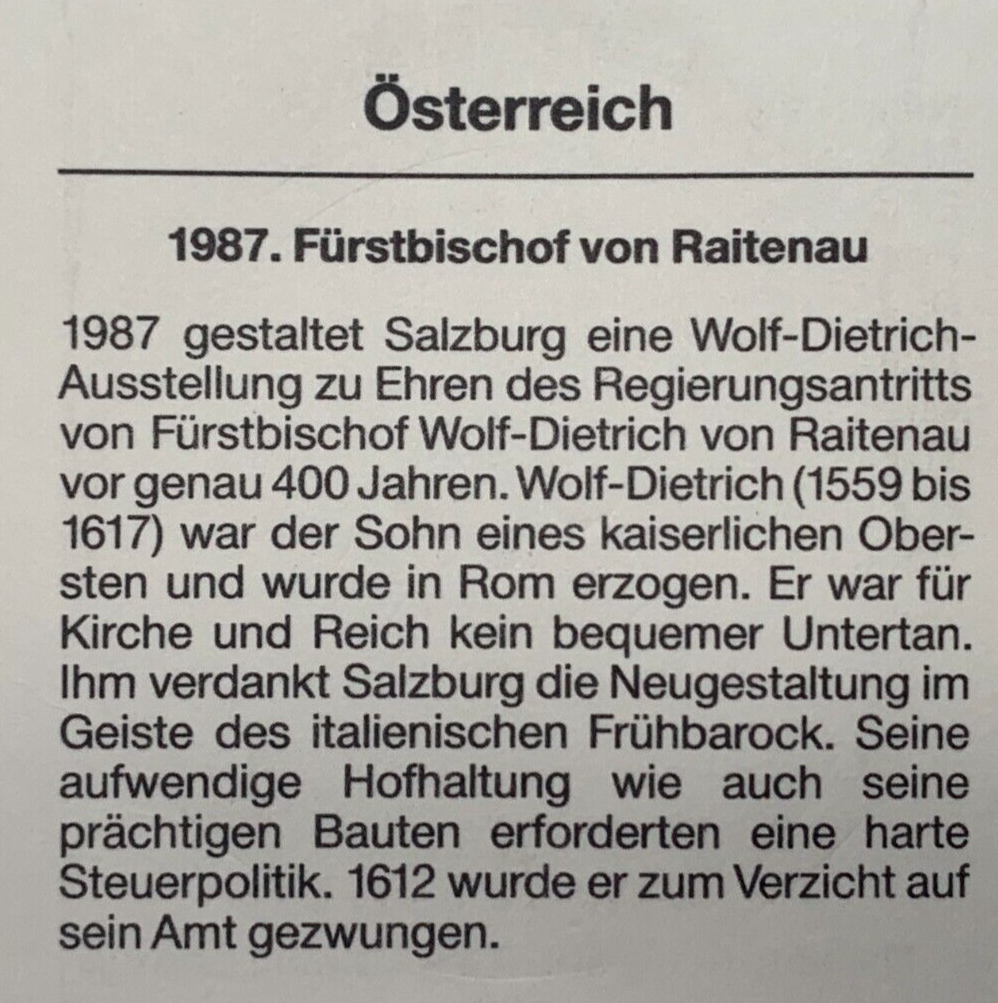 Österreich
1987. Fürstbischof von Raitenau
1987 gestaltet Salzburg eine Wolf-Dietrich-
Ausstellung zu Ehren des Regierungsantritts
von Fürstbischof Wolf-Dietrich von Raitenau
vor genau 400 Jahren. Wolf-Dietrich (1559 bis
1617) war der Sohn eines kaiserlichen Ober-
sten und wurde in Rom erzogen. Er war für
Kirche und Reich kein bequemer Untertan.
Ihm verdankt Salzburg die Neugestaltung im
Geiste des italienischen Frühbarock. Seine
aufwendige Hofhaltung wie auch seine
prächtigen Bauten erforderten eine harte
Steuerpolitik. 1612 wurde er zum Verzicht auf
sein Amt gezwungen.